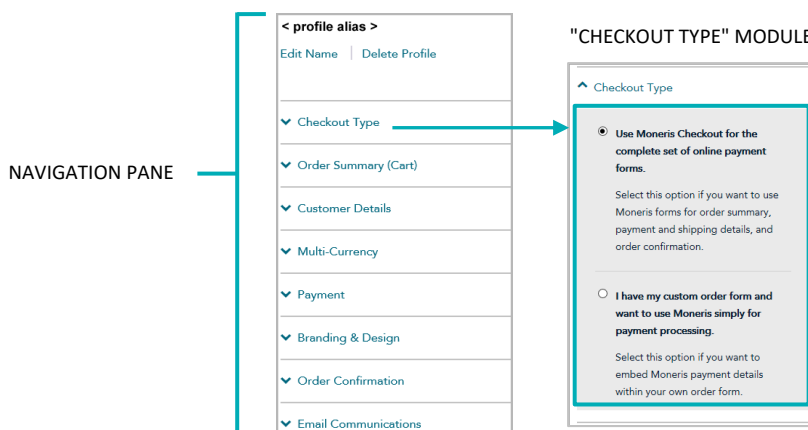 < profile alias >
Edit Name | Delete Profile
"CHECKOUT TYPE" MODULE
Checkout Type
Checkout Type
Use Moneris Checkout for the
complete set of online payment
forms.
Select this option if you want to use
Moneris forms for order summary,
payment and shipping details, and
order confirmation.
I have my custom order form and
want to use Moneris simply for
payment processing.
Select this option if you want to
embed Moneris payment details
within your own order form.
NAVIGATION PANE
Order Summary (Cart)
Customer Details
Multi-Currency
Payment
Branding & Design
Order Confirmation
Email Communications